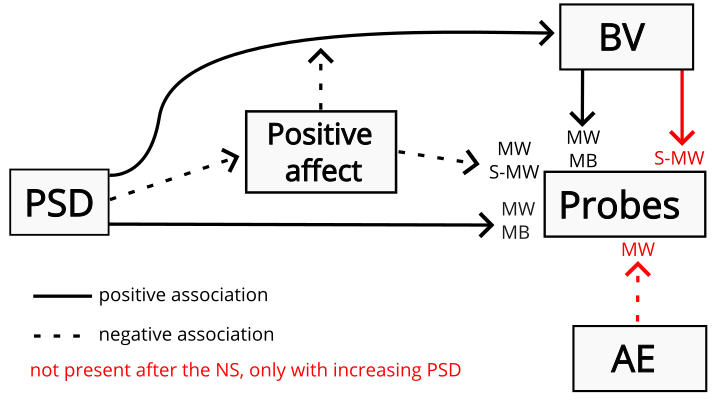 BV
Positive
affect
MW
S-MW
MW
MB
S-MW
PSD
Probes
MW
MB
MW
positive association
negative association
not present after the NS, only with increasing PSD
AE